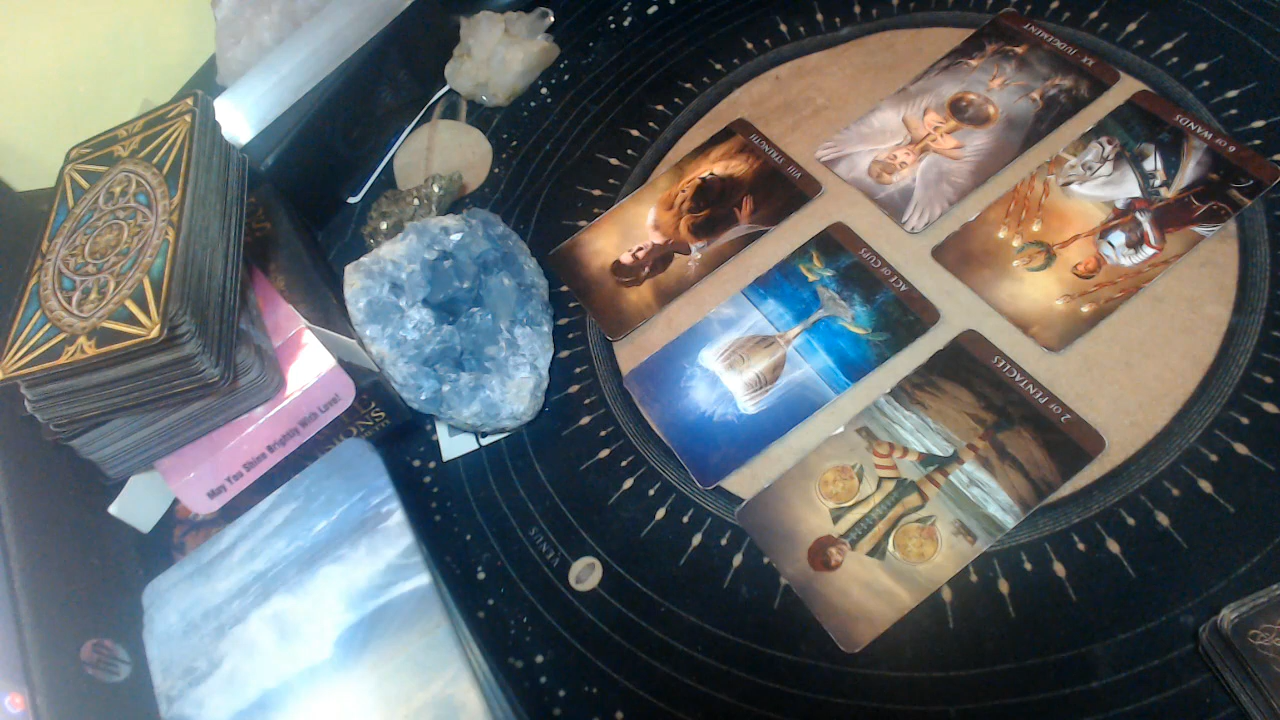 XX JUDGEMENT
6 OF WANDS
VIII STRENGTH
ACE OF CUPS
2 OF PENTACLES
May You Shine Brightly With Love!
VENUS
hp